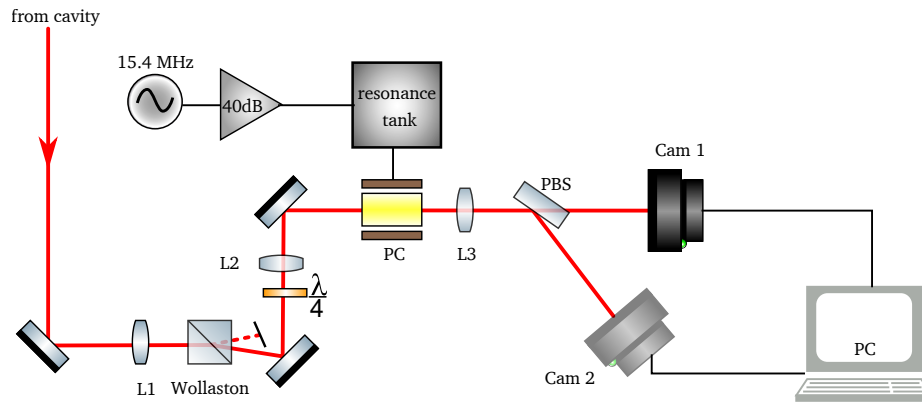 from cavity
15.4 MHz
40dB
resonance
tank
Cam 1
PBS
L2
PC
L3
λ
4
PC
L1
Wollaston
Cam 2